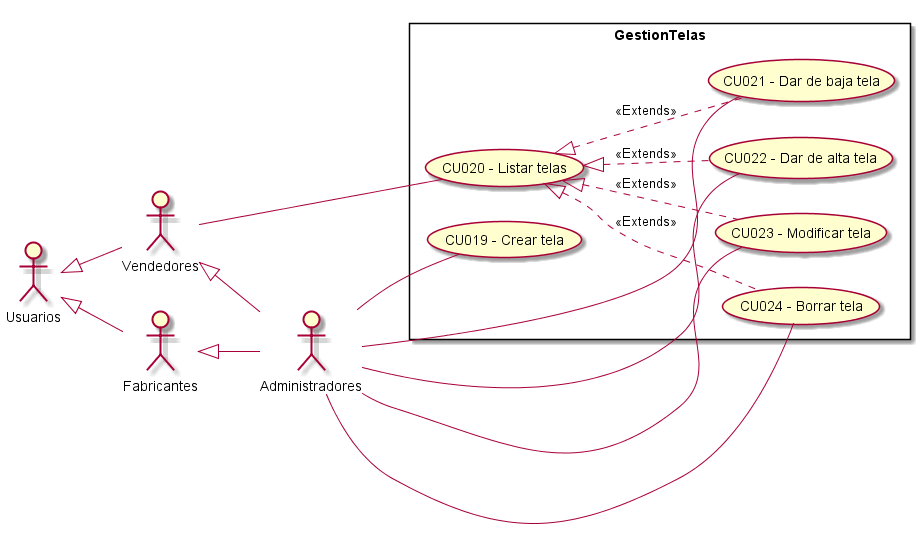 GestionTelas
CU021 - Dar de baja tela
«Extends»
CU022 - Dar de alta tela
«Extends»
CU020 - Listar telas
«Extends»
«Extends»
CU023 - Modificar tela
CU019 - Crear tela
Vendedores
CU024 - Borrar tela
Usuarios
Fabricantes
Administradores